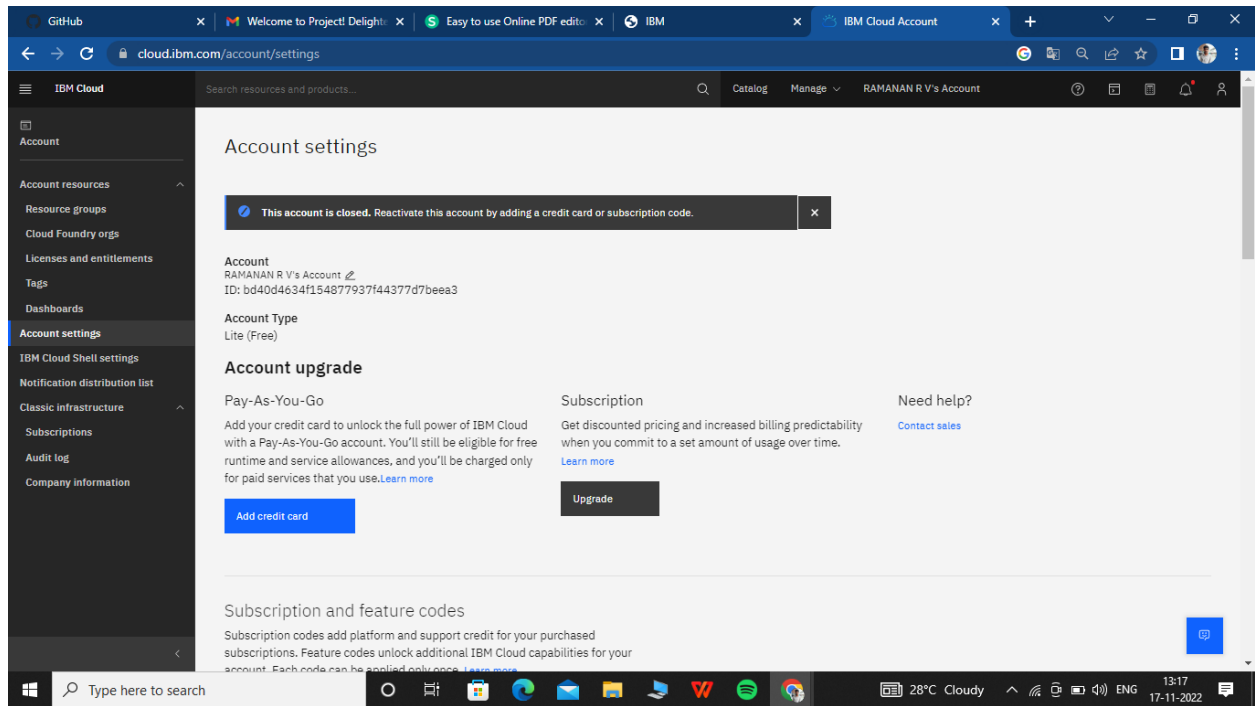 GitHub
Welcome to Project! Delighte
Easy to use Online PDF edito
IBM
IBM Cloud Account
cloud.ibm.com/account/settings
IBM Cloud
Search resources and products...
Catalog
Manage
RAMANAN R V's Account
Account
Account resources
Resource groups
Cloud Foundry orgs
Licenses and entitlements
Tags
Dashboards
Account settings
IBM Cloud Shell settings
Notification distribution list
Classic infrastructure
Subscriptions
Audit log
Company information
Account settings
This account is closed. Reactivate this account by adding a credit card or subscription code.
Account
RAMANAN R V's Account
ID: bd40d4634f154877937f44377d7beea3
Account Type
Lite (Free)
Account upgrade
Pay-As-You-Go
Add your credit card to unlock the full power of IBM Cloud
with a Pay-As-You-Go account. You'll still be eligible for free
runtime and service allowances, and you'll be charged only
for paid services that you use.Learn more
Add credit card
Subscription
Get discounted pricing and increased billing predictability
when you commit to a set amount of usage over time.
Learn more
Upgrade
Need help?
Contact sales
Subscription and feature codes
Subscription codes add platform and support credit for your purchased
subscriptions. Feature codes unlock additional IBM Cloud capabilities for your
account. Each code can be applied only once. Learn more
Type here to search
28°C Cloudy
ENG
13:17
17-11-2022